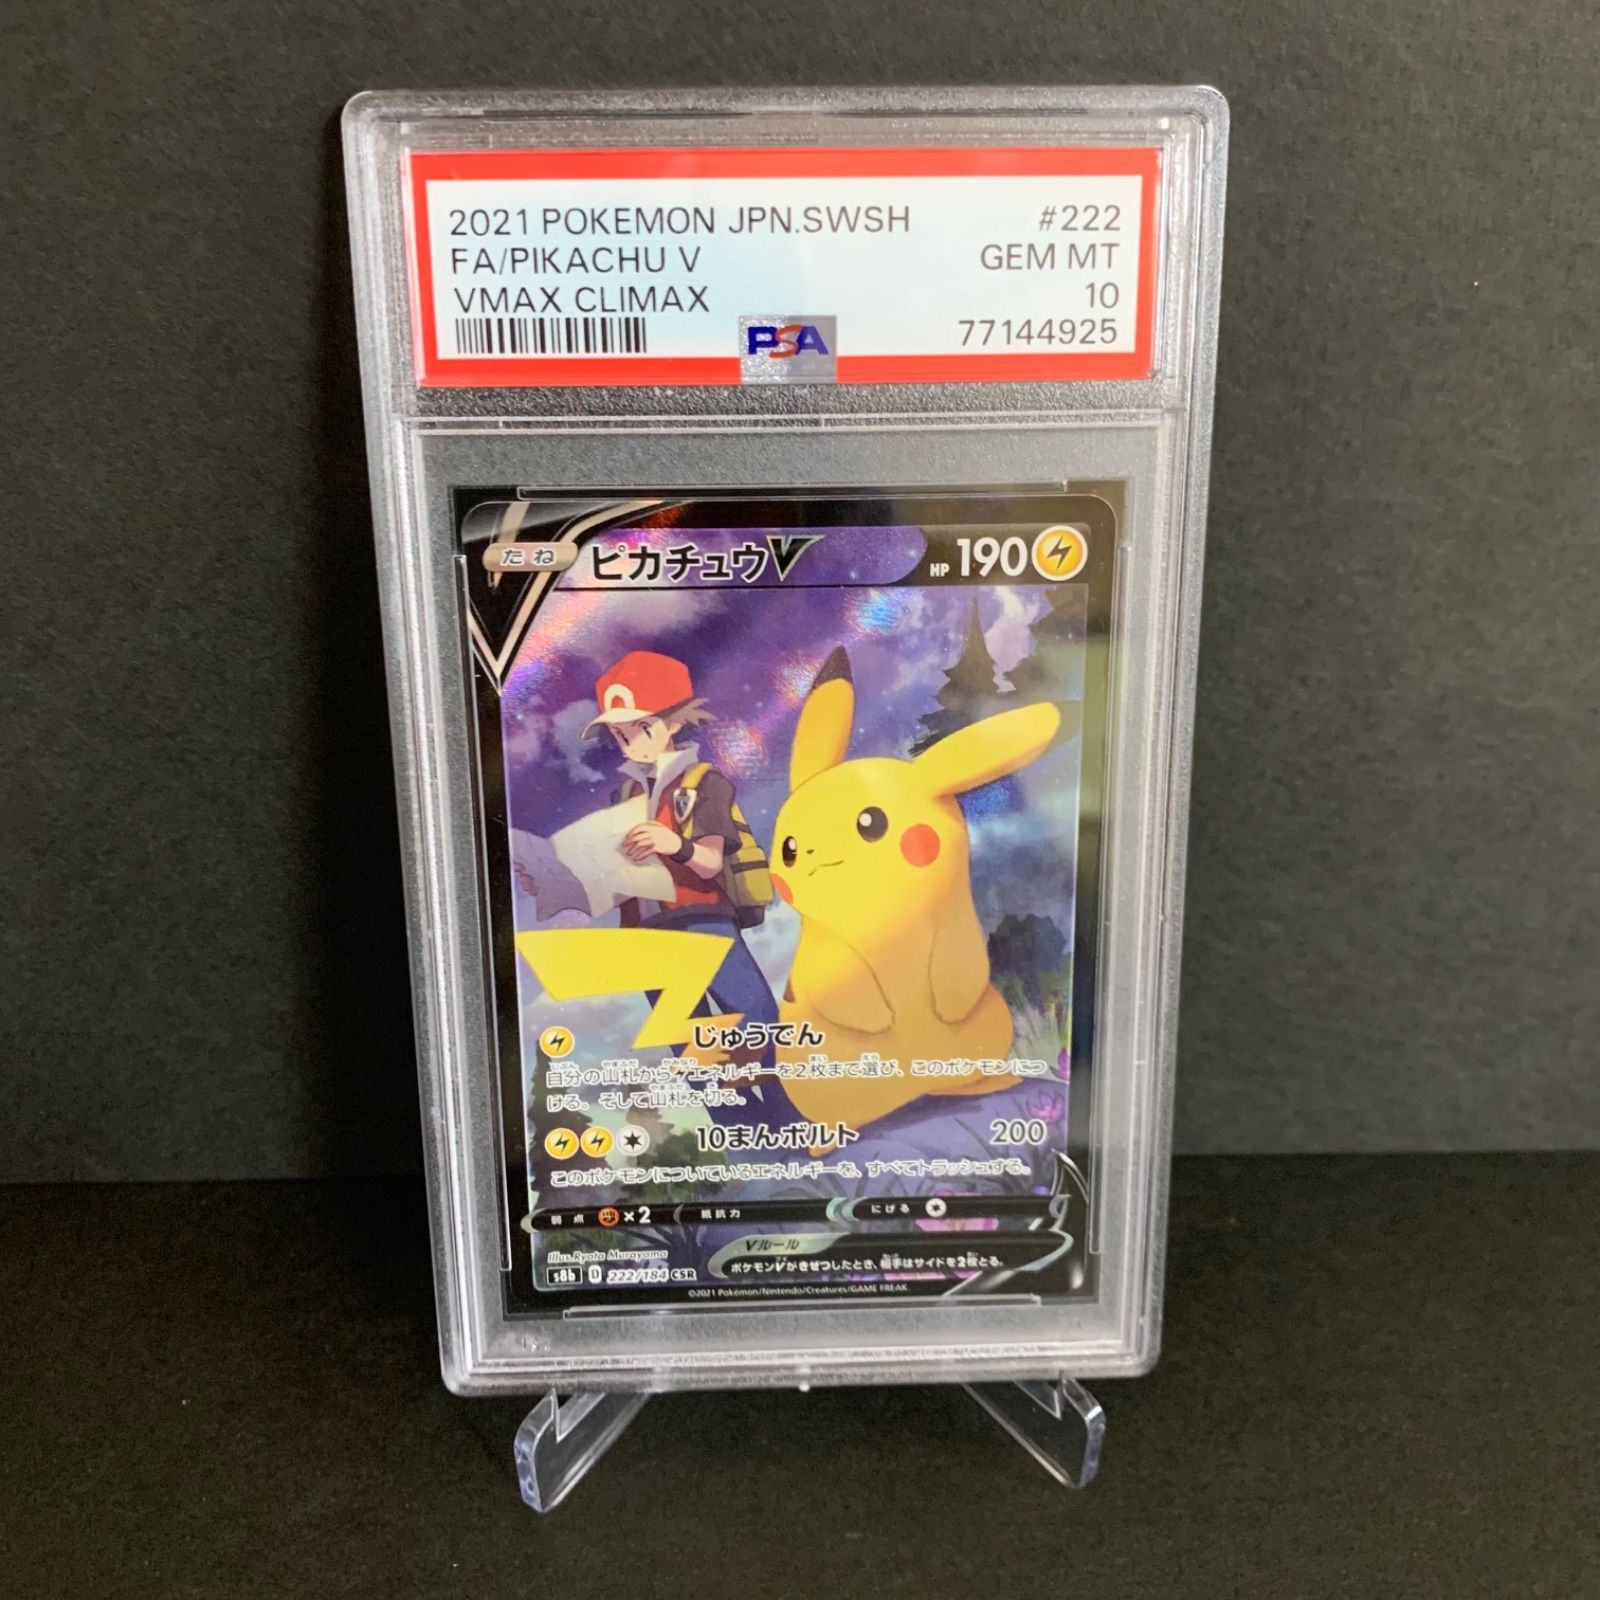 2021 POKEMON JPN.SWSH #222
FA/PIKACHU V GEM MT
VMAX CLIMAX 10
PSA 77144925
たね ピカチュウV HP 190
じゅうでん
自分の山札からエネルギーを2枚まで選び、このポケモンにつ
ける。そして山札を切る。
10まんボルト 200
このポケモンについているエネルギーを、すべてトラッシュする。
弱点 ×2 抵抗力 にげる
Illus.Ryota Murayama Vルール
ポケモンVがきぜつしたとき、相手はサイドを2枚とる。
s8b D 222/184 CSR
©2021 Pokémon/Nintendo/Creatures/GAME FREAK